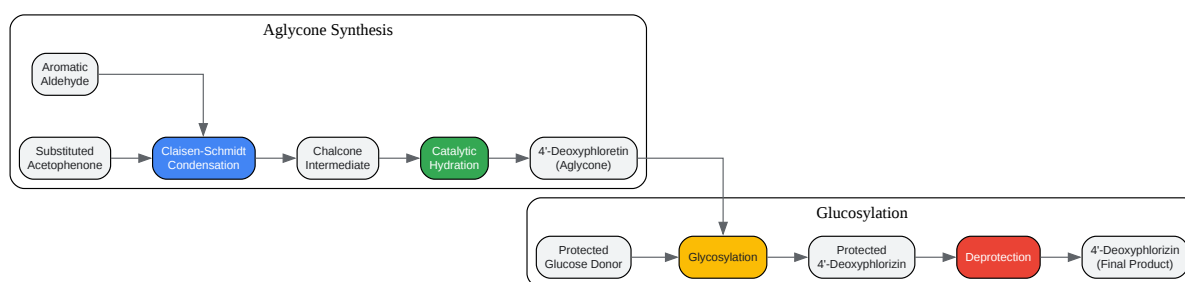 Aglycone Synthesis
Aromatic
Aldehyde
Substituted
Acetophenone
Claisen-Schmidt
Condensation
Chalcone
Intermediate
Catalytic
Hydration
4'-Deoxyphloretin
(Aglycone)
Glucosylation
Protected
Glucose Donor
Glycosylation
Protected
4'-Deoxyphlorizin
Deprotection
4'-Deoxyphlorizin
(Final Product)